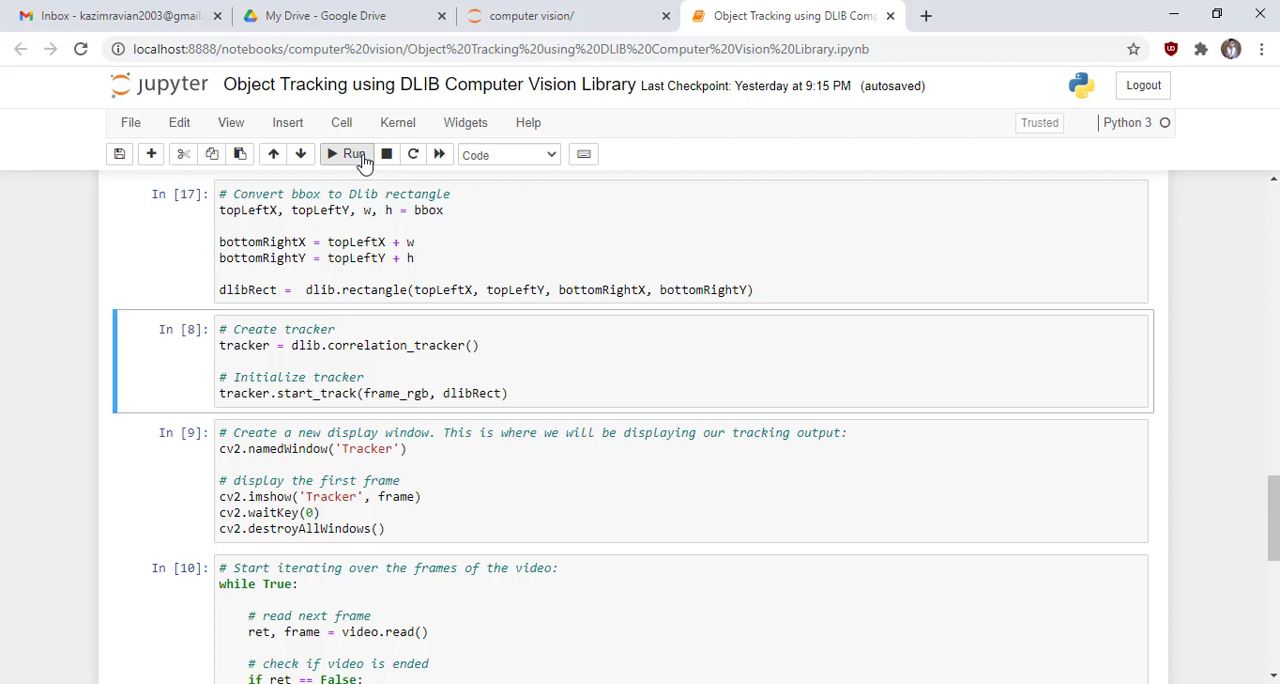 Inbox - kazimravian2003@gmail.
My Drive - Google Drive
computer vision/
Object Tracking using DLIB Comp
localhost:8888/notebooks/computer%20vision/Object%20Tracking%20using%20DLIB%20Computer%20Vision%20Library.ipynb
jupyter Object Tracking using DLIB Computer Vision Library Last Checkpoint: Yesterday at 9:15 PM (autosaved)
Logout
File Edit View Insert Cell Kernel Widgets Help
Trusted
Python 3
Run
Code
In [17]:
# Convert bbox to Dlib rectangle
topLeftX, topLeftY, w, h = bbox
bottomRightX = topLeftX + w
bottomRightY = topLeftY + h
dlibRect =  dlib.rectangle(topLeftX, topLeftY, bottomRightX, bottomRightY)
In [8]:
# Create tracker
tracker = dlib.correlation_tracker()
# Initialize tracker
tracker.start_track(frame_rgb, dlibRect)
In [9]:
# Create a new display window. This is where we will be displaying our tracking output:
cv2.namedWindow('Tracker')
# display the first frame
cv2.imshow('Tracker', frame)
cv2.waitKey(0)
cv2.destroyAllWindows()
In [10]:
# Start iterating over the frames of the video:
while True:
# read next frame
ret, frame = video.read()
# check if video is ended
if ret == False: